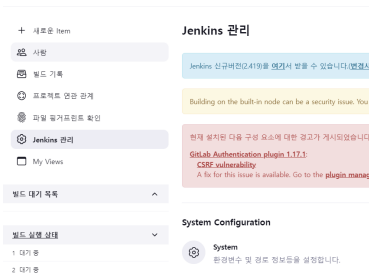 새로운 Item
사람
빌드 기록
프로젝트 연관 관계
파일 핑거프린트 확인
Jenkins 관리
My Views
빌드 대기 목록
빌드 실행 상태
1 대기 중
2 대기 중
Jenkins 관리
Jenkins 신규버전(2.419)를 여기서 받을 수 있습니다.(변경사
Building on the built-in node can be a security issue. You
현재 설치된 다음 구성 요소에 대한 경고가 게시되었습니다
GitLab Authentication plugin 1.17.1:
CSRF vulnerability
A fix for this issue is available. Go to the plugin manag
System Configuration
System
환경변수 및 경로 정보등을 설정합니다.